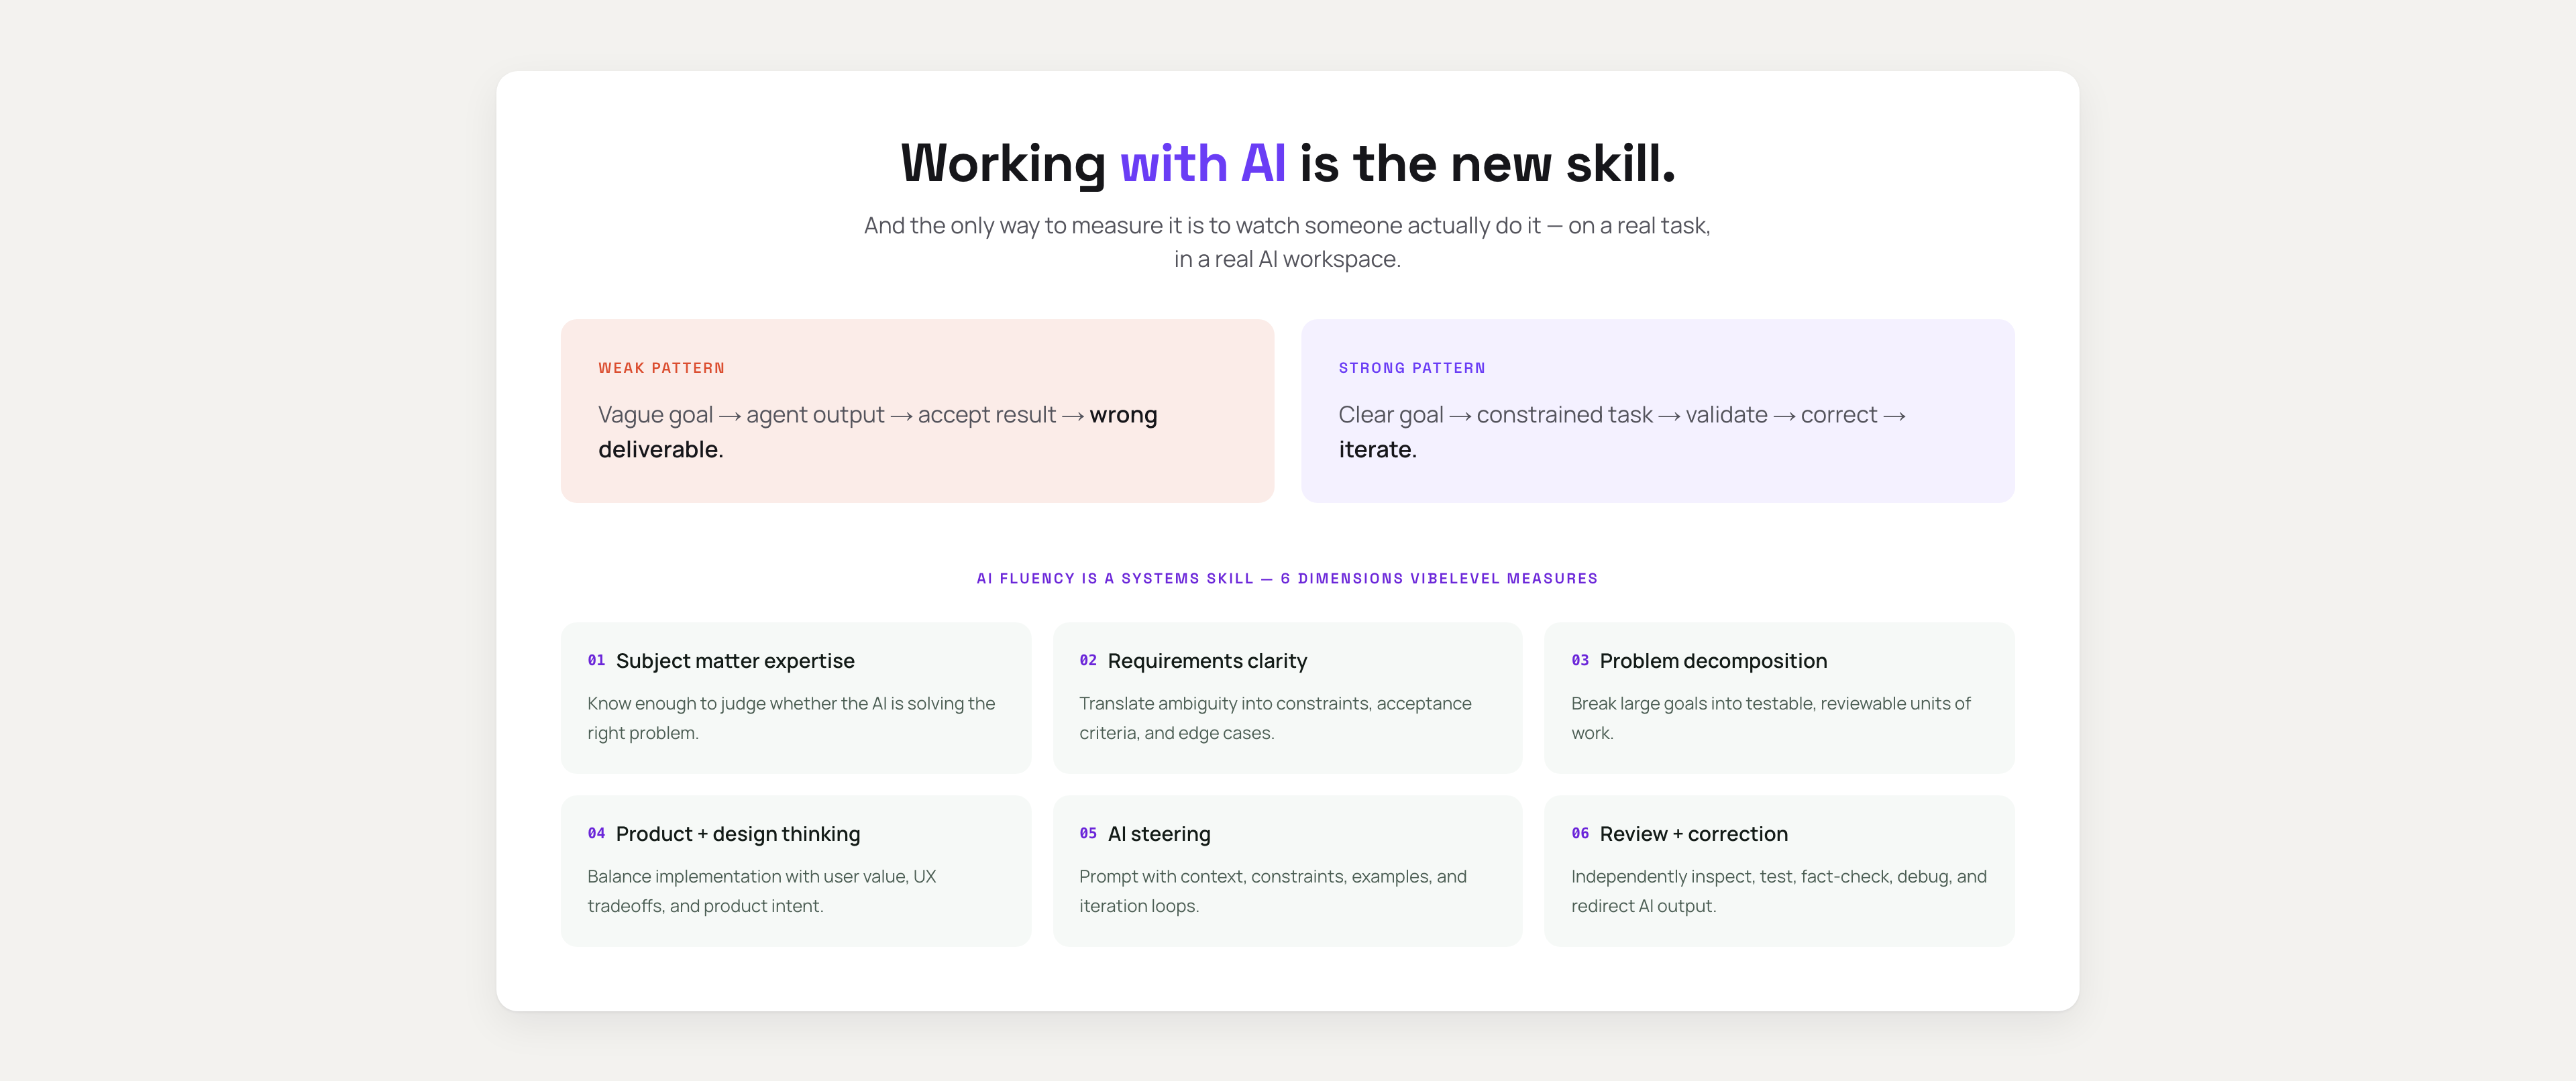 Working with AI is the new skill.
And the only way to measure it is to watch someone actually do it — on a real task,
in a real AI workspace.
WEAK PATTERN
Vague goal → agent output → accept result → wrong
deliverable.
STRONG PATTERN
Clear goal → constrained task → validate → correct →
iterate.
AI FLUENCY IS A SYSTEMS SKILL — 6 DIMENSIONS VIBELEVEL MEASURES
01 Subject matter expertise
Know enough to judge whether the AI is solving the
right problem.
02 Requirements clarity
Translate ambiguity into constraints, acceptance
criteria, and edge cases.
03 Problem decomposition
Break large goals into testable, reviewable units of
work.
04 Product + design thinking
Balance implementation with user value, UX
tradeoffs, and product intent.
05 AI steering
Prompt with context, constraints, examples, and
iteration loops.
06 Review + correction
Independently inspect, test, fact-check, debug, and
redirect AI output.